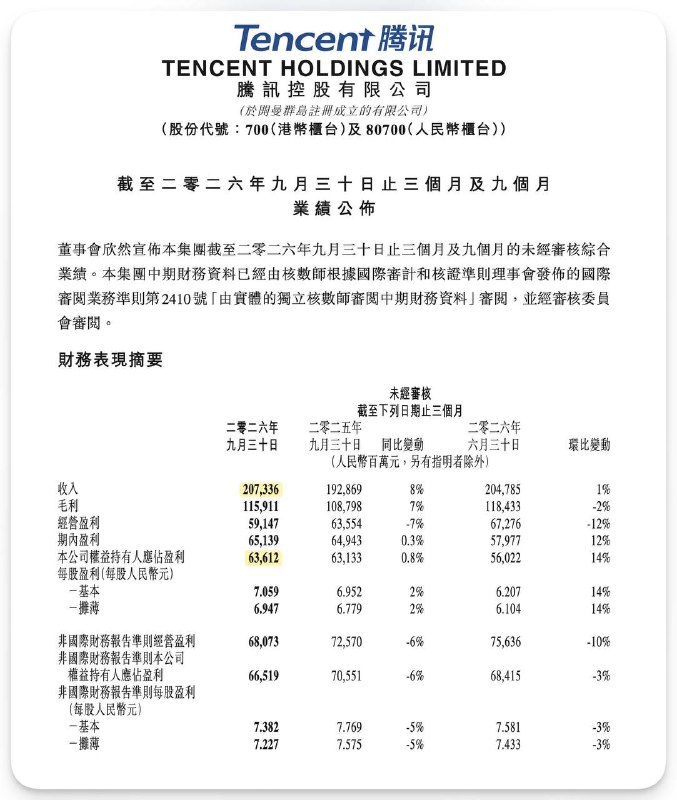 Tencent 腾讯
TENCENT HOLDINGS LIMITED
騰訊控股有限公司
(於開曼群島註冊成立的有限公司)
(股份代號：700(港幣櫃台)及 80700(人民幣櫃台))
截至二零二六年九月三十日止三個月及九個月
業績公佈
董事會欣然宣佈本集團截至二零二六年九月三十日止三個月及九個月的未經審核綜合
業績。本集團中期財務資料已經由核數師根據國際審計和核證準則理事會發佈的國際
審閱業務準則第2410號「由實體的獨立核數師審閱中期財務資料」審閱，並經審核委員
會審閱。
財務表現摘要
未經審核
截至下列日期止三個月
二零二六年 二零二五年 二零二六年
九月三十日 九月三十日 同比變動 六月三十日 環比變動
(人民幣百萬元，另有指明者除外)
收入 207,336 192,869 8% 204,785 1%
毛利 115,911 108,798 7% 118,433 -2%
經營盈利 59,147 63,554 -7% 67,276 -12%
期內盈利 65,139 64,943 0.3% 57,977 12%
本公司權益持有人應佔盈利 63,612 63,133 0.8% 56,022 14%
每股盈利(每股人民幣元)
－基本 7.059 6.952 2% 6.207 14%
－攤薄 6.947 6.779 2% 6.104 14%
非國際財務報告準則經營盈利 68,073 72,570 -6% 75,636 -10%
非國際財務報告準則本公司
權益持有人應佔盈利 66,519 70,551 -6% 68,415 -3%
非國際財務報告準則每股盈利
(每股人民幣元)
－基本 7.382 7.769 -5% 7.581 -3%
－攤薄 7.227 7.575 -5% 7.433 -3%